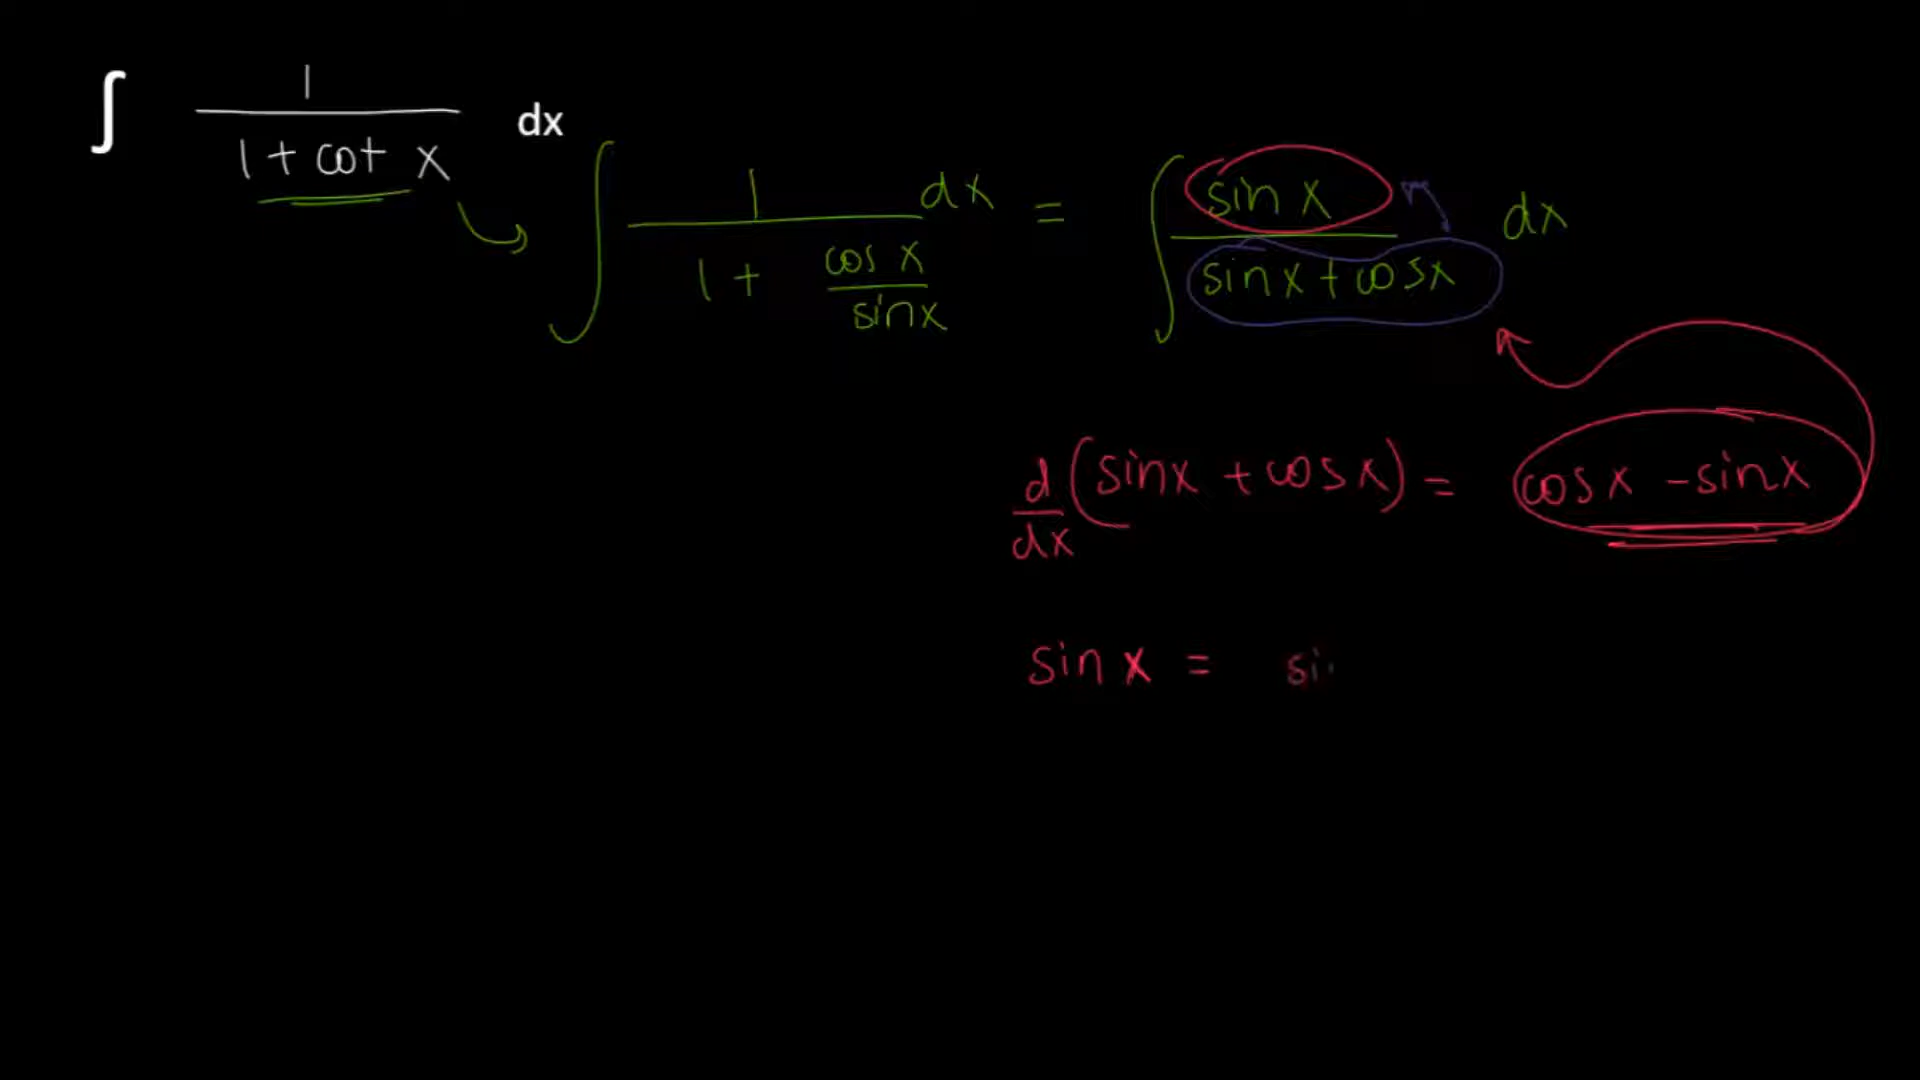 ∫ 1 / (1 + cot x) dx
∫ 1 / (1 + cos x / sin x) dx = ∫ sin x / (sin x + cos x) dx
d/dx (sin x + cos x) = cos x - sin x
sin x = si